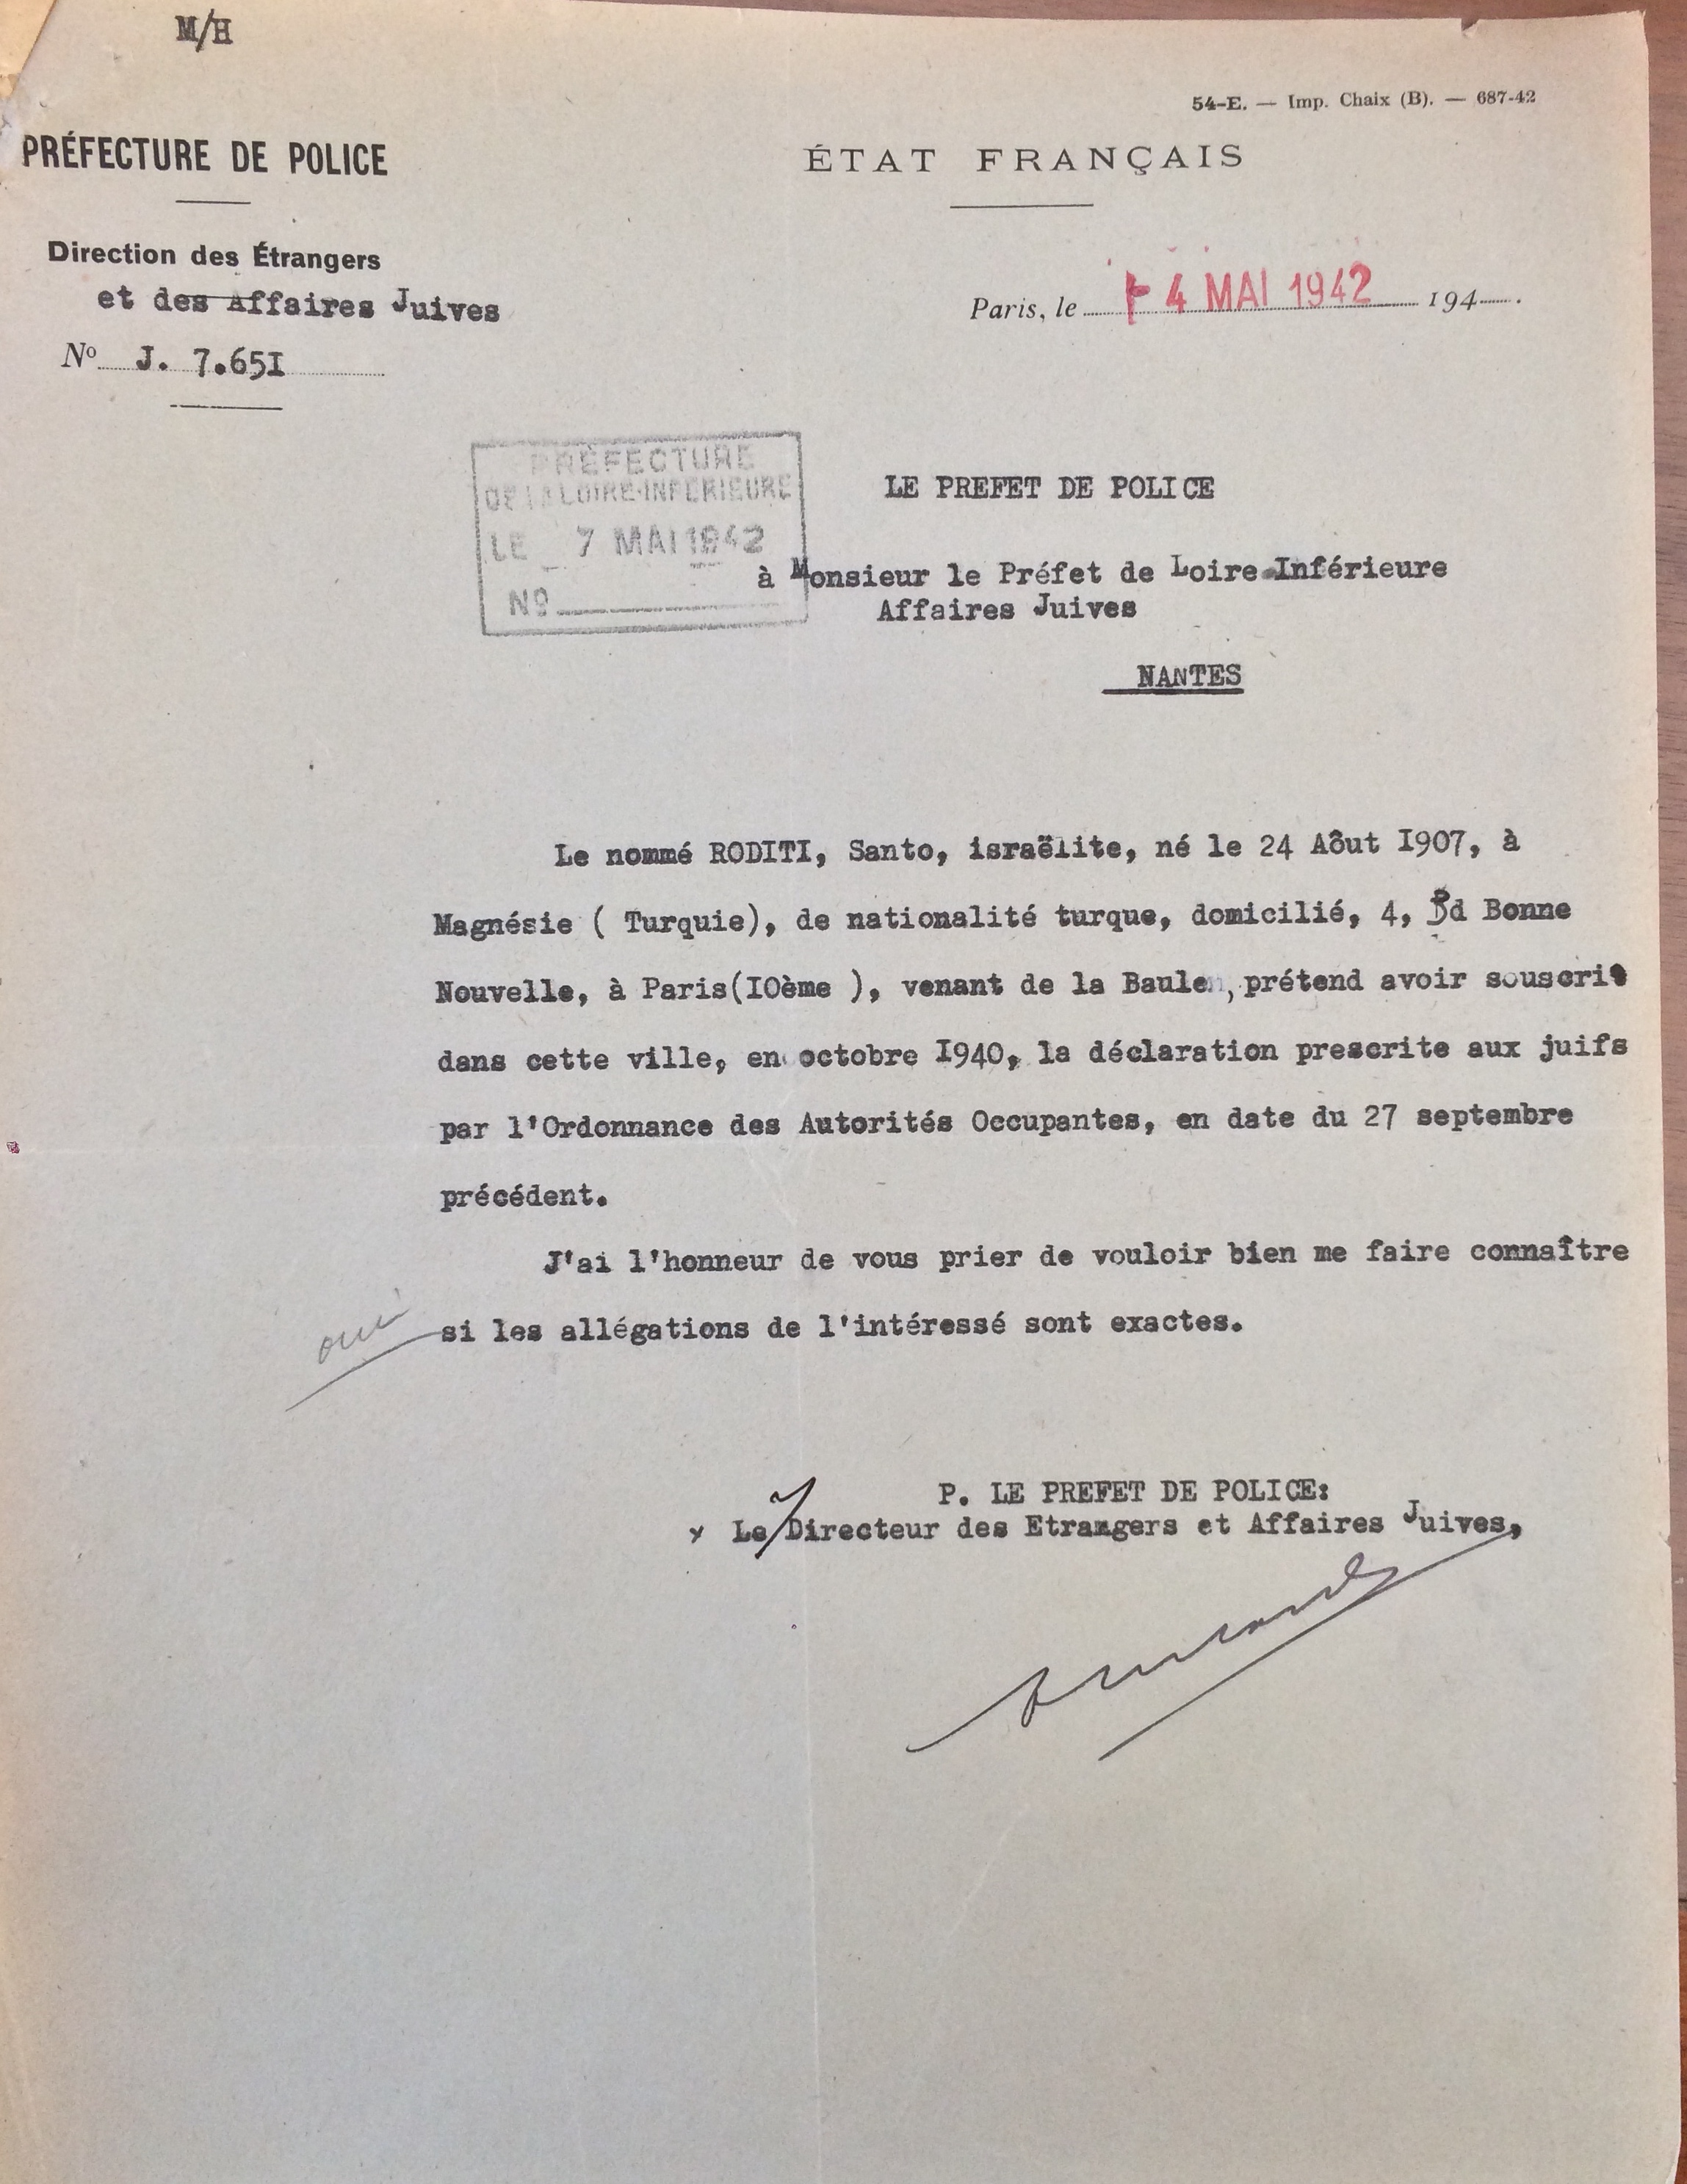 M/H
54-E. — Imp. Chaix (B). — 687-42
PRÉFECTURE DE POLICE
ÉTAT FRANÇAIS
Direction des Étrangers
et des Affaires Juives
Nº J. 7.65I
Paris, le 4 MAI 1942 194 .
PRÉFECTURE
DE LA LOIRE-INFERIEURE
LE 7 MAI 1942
Nº
LE PREFET DE POLICE
à Monsieur le Préfet de Loire-Inférieure
Affaires Juives
NANTES
Le nommé RODITI, Santo, israëlite, né le 24 Aôut I907, à
Magnésie ( Turquie), de nationalité turque, domicilié, 4, Bd Bonne
Nouvelle, à Paris(IOème ), venant de la Baule, prétend avoir souscrit
dans cette ville, en octobre I940, la déclaration prescrite aux juifs
par l'Ordonnance des Autorités Occupantes, en date du 27 septembre
précédent.
J'ai l'honneur de vous prier de vouloir bien me faire connaître
oui
si les allégations de l'intéressé sont exactes.
P. LE PREFET DE POLICE:
Le Directeur des Etrangers et Affaires Juives,